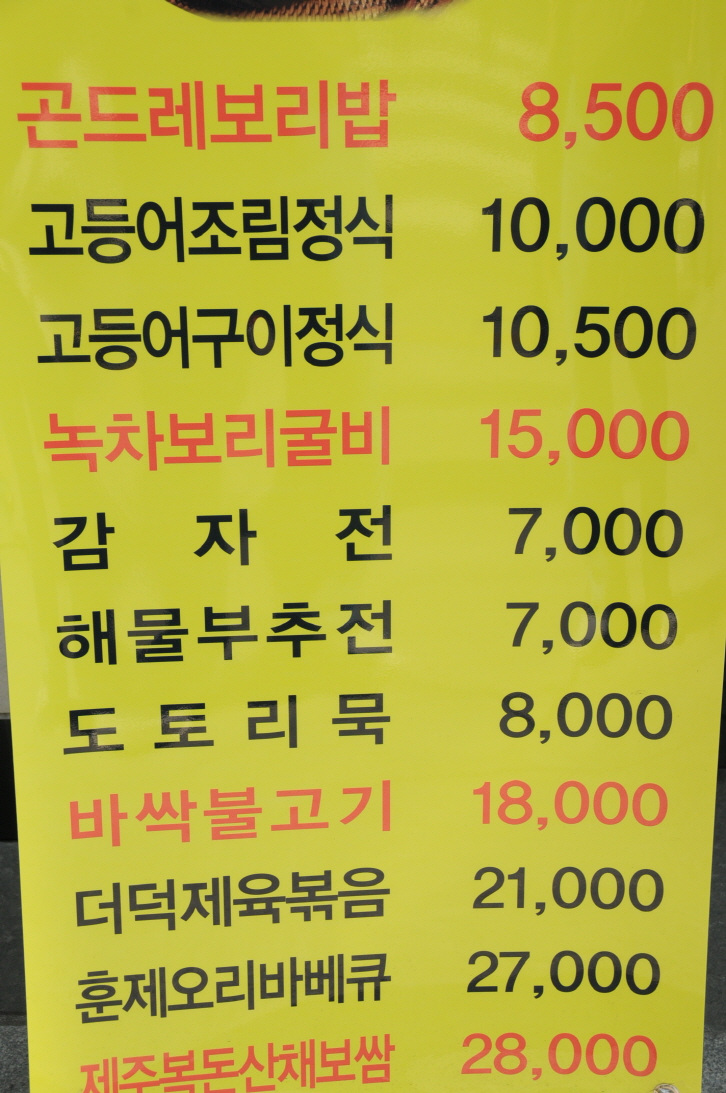 곤드레보리밥 8,500
고등어조림정식 10,000
고등어구이정식 10,500
녹차보리굴비 15,000
감자전 7,000
해물부추전 7,000
도토리묵 8,000
바싹불고기 18,000
더덕제육볶음 21,000
훈제오리바베큐 27,000
제주복돈산채보쌈 28,000